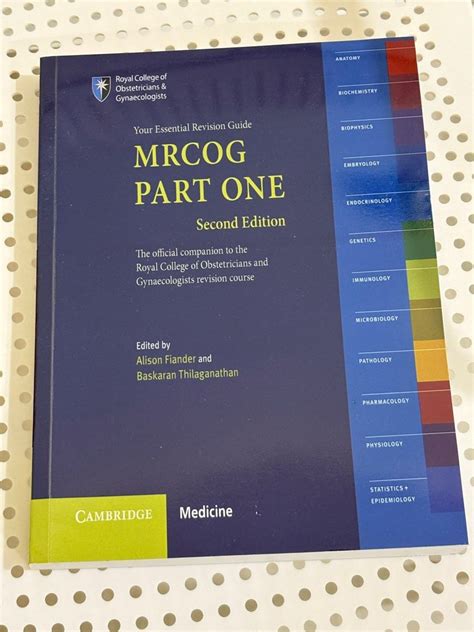 Royal College of
Obstetricians &
Gynaecologists
Your Essential Revision Guide
MRCOG
PART ONE
Second Edition
The official companion to the
Royal College of Obstetricians and
Gynaecologists revision course
Edited by
Alison Fiander and
Baskaran Thilaganathan
CAMBRIDGE
Medicine
ANATOMY
BIOCHEMISTRY
BIOPHYSICS
EMBRYOLOGY
ENDOCRINOLOGY
GENETICS
IMMUNOLOGY
MICROBIOLOGY
PATHOLOGY
PHARMACOLOGY
PHYSIOLOGY
STATISTICS +
EPIDEMIOLOGY